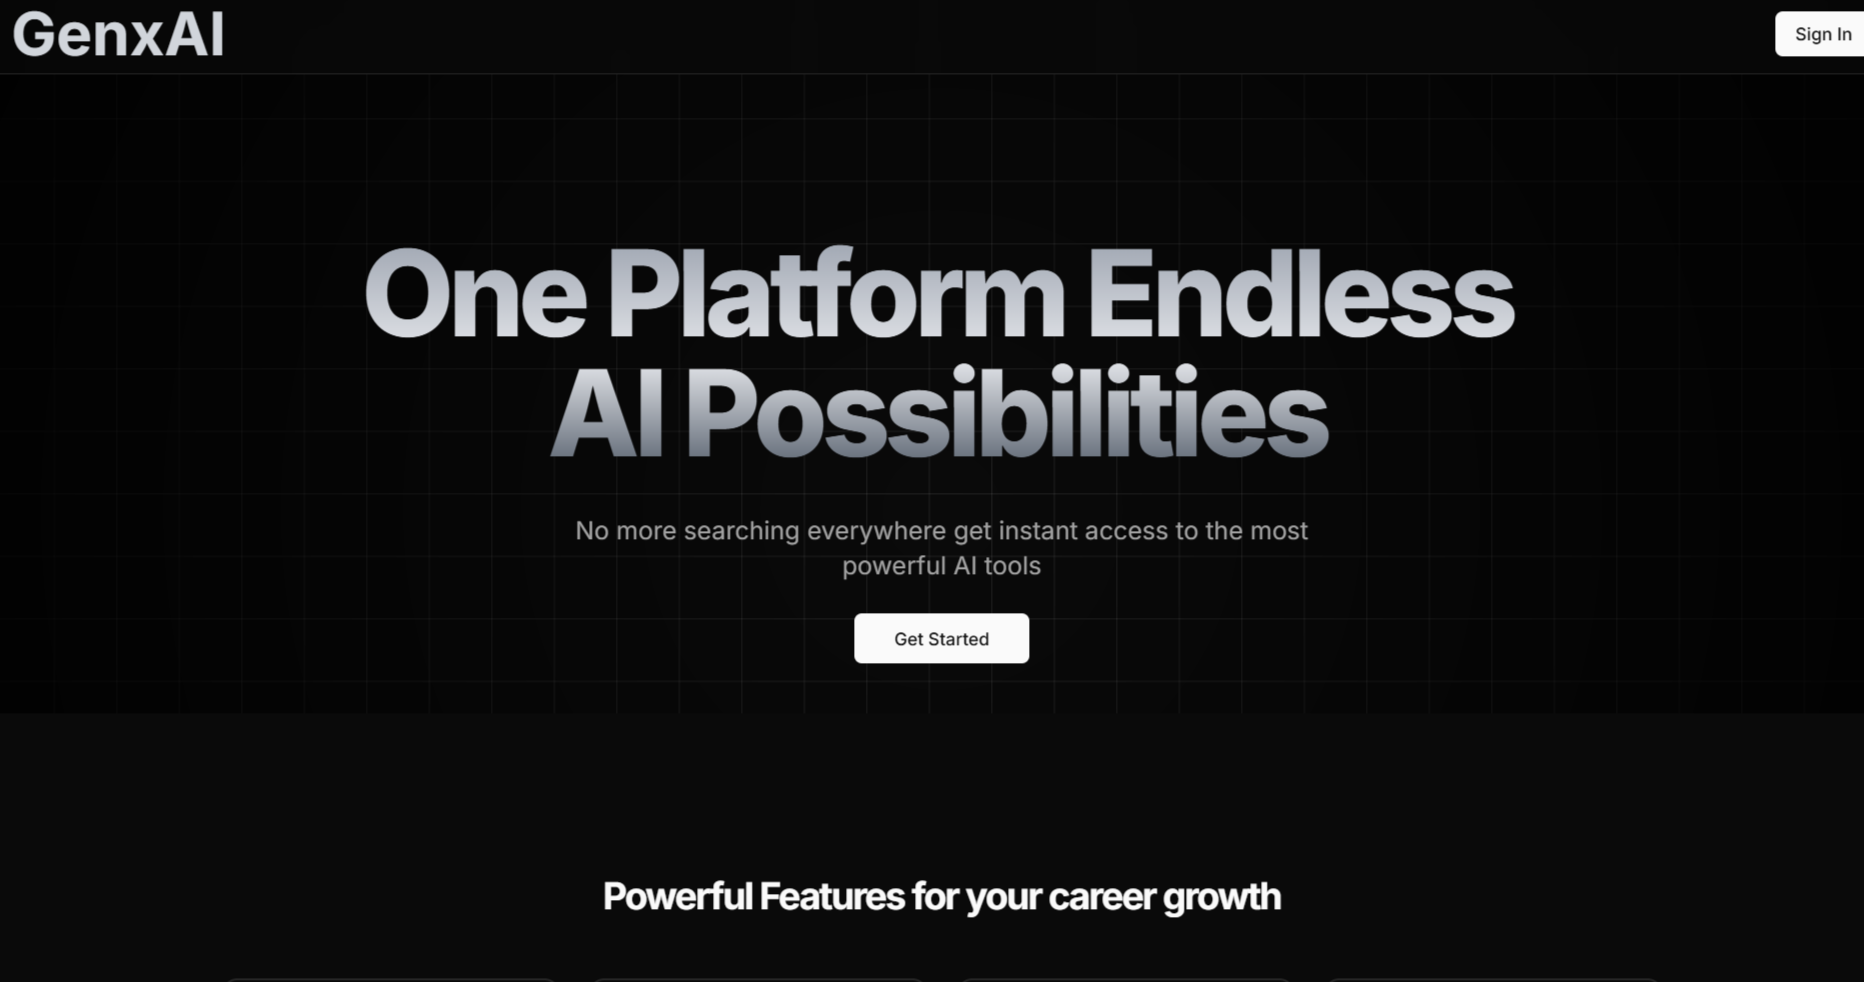 GenxAI
Sign In
One Platform Endless
AI Possibilities
No more searching everywhere get instant access to the most
powerful AI tools
Get Started
Powerful Features for your career growth